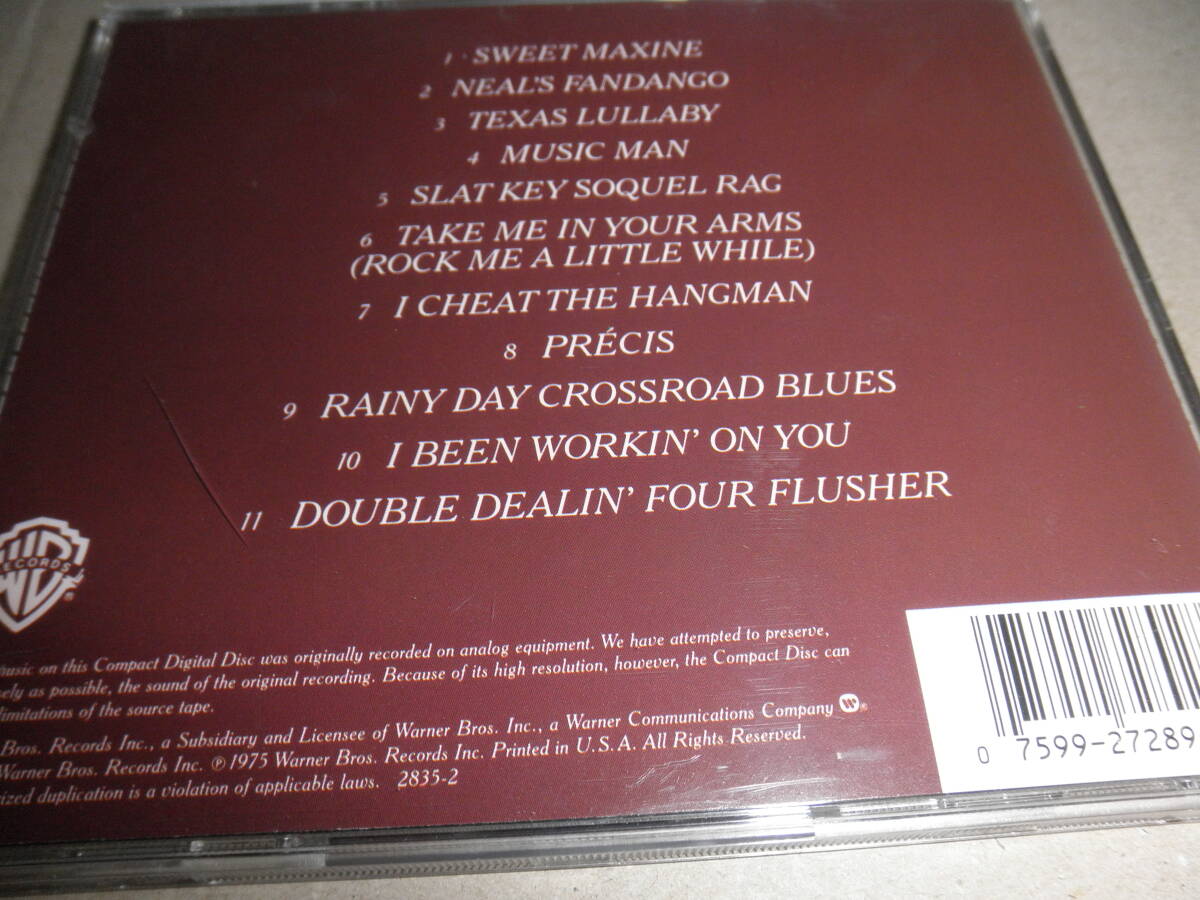 1 SWEET MAXINE
2 NEAL'S FANDANGO
3 TEXAS LULLABY
4 MUSIC MAN
5 SLAT KEY SOQUEL RAG
6 TAKE ME IN YOUR ARMS
(ROCK ME A LITTLE WHILE)
7 I CHEAT THE HANGMAN
8 PRÉCIS
9 RAINY DAY CROSSROAD BLUES
10 I BEEN WORKIN' ON YOU
11 DOUBLE DEALIN' FOUR FLUSHER
RECORDS
music on this Compact Digital Disc was originally recorded on analog equipment. We have attempted to preserve,
as possible, the sound of the original recording. Because of its high resolution, however, the Compact Disc can
limitations of the source tape.
Bros. Records Inc., a Subsidiary and Licensee of Warner Bros. Inc., a Warner Communications Company ®
Warner Bros. Records Inc. ℗1975 Warner Bros. Records Inc. Printed in U.S.A. All Rights Reserved.
duplication is a violation of applicable laws. 2835-2
0 7599-27289